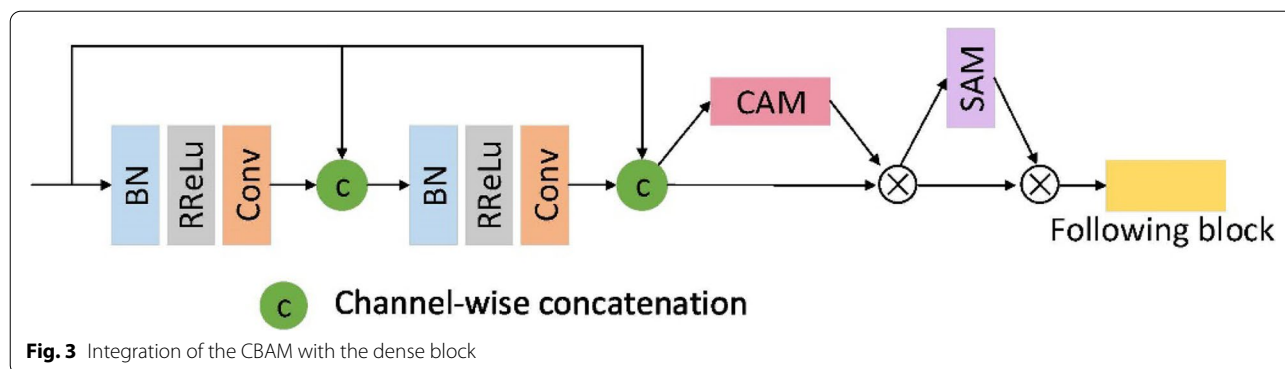 CAM
SAM
BN
RReLu
Conv
c
BN
RReLu
Conv
c
Following block
c Channel-wise concatenation
Fig. 3 Integration of the CBAM with the dense block